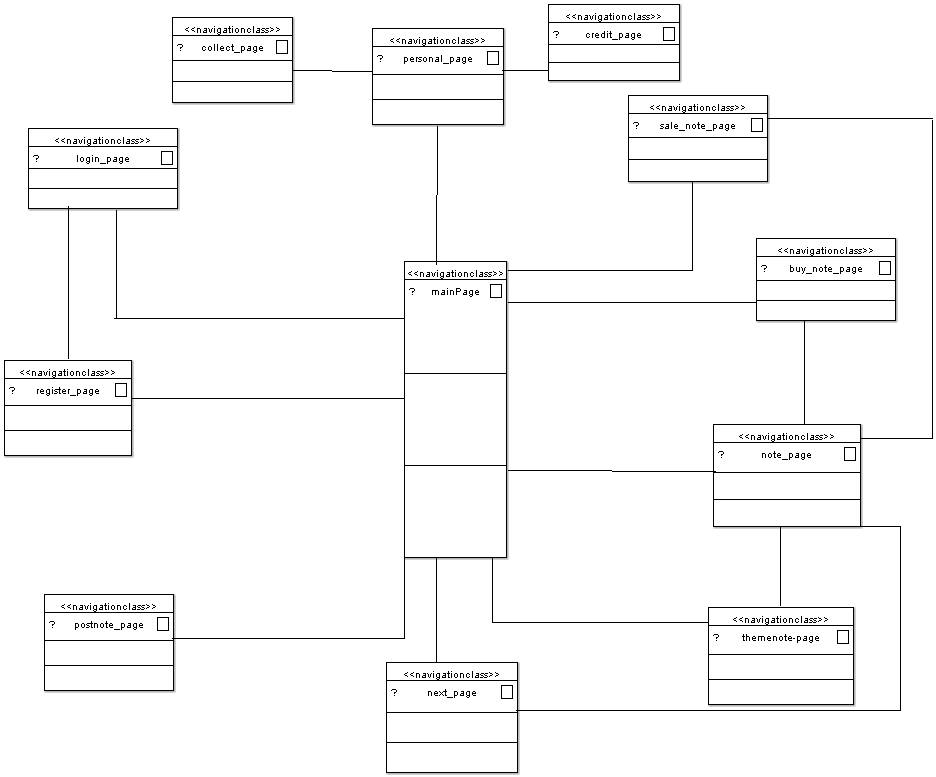 <<navigationclass>>
? credit_page
<<navigationclass>>
? collect_page
<<navigationclass>>
? personal_page
<<navigationclass>>
? sale_note_page
<<navigationclass>>
? login_page
<<navigationclass>>
? buy_note_page
<<navigationclass>>
? mainPage
<<navigationclass>>
? register_page
<<navigationclass>>
? note_page
<<navigationclass>>
? postnote_page
<<navigationclass>>
? themenote-page
<<navigationclass>>
? next_page